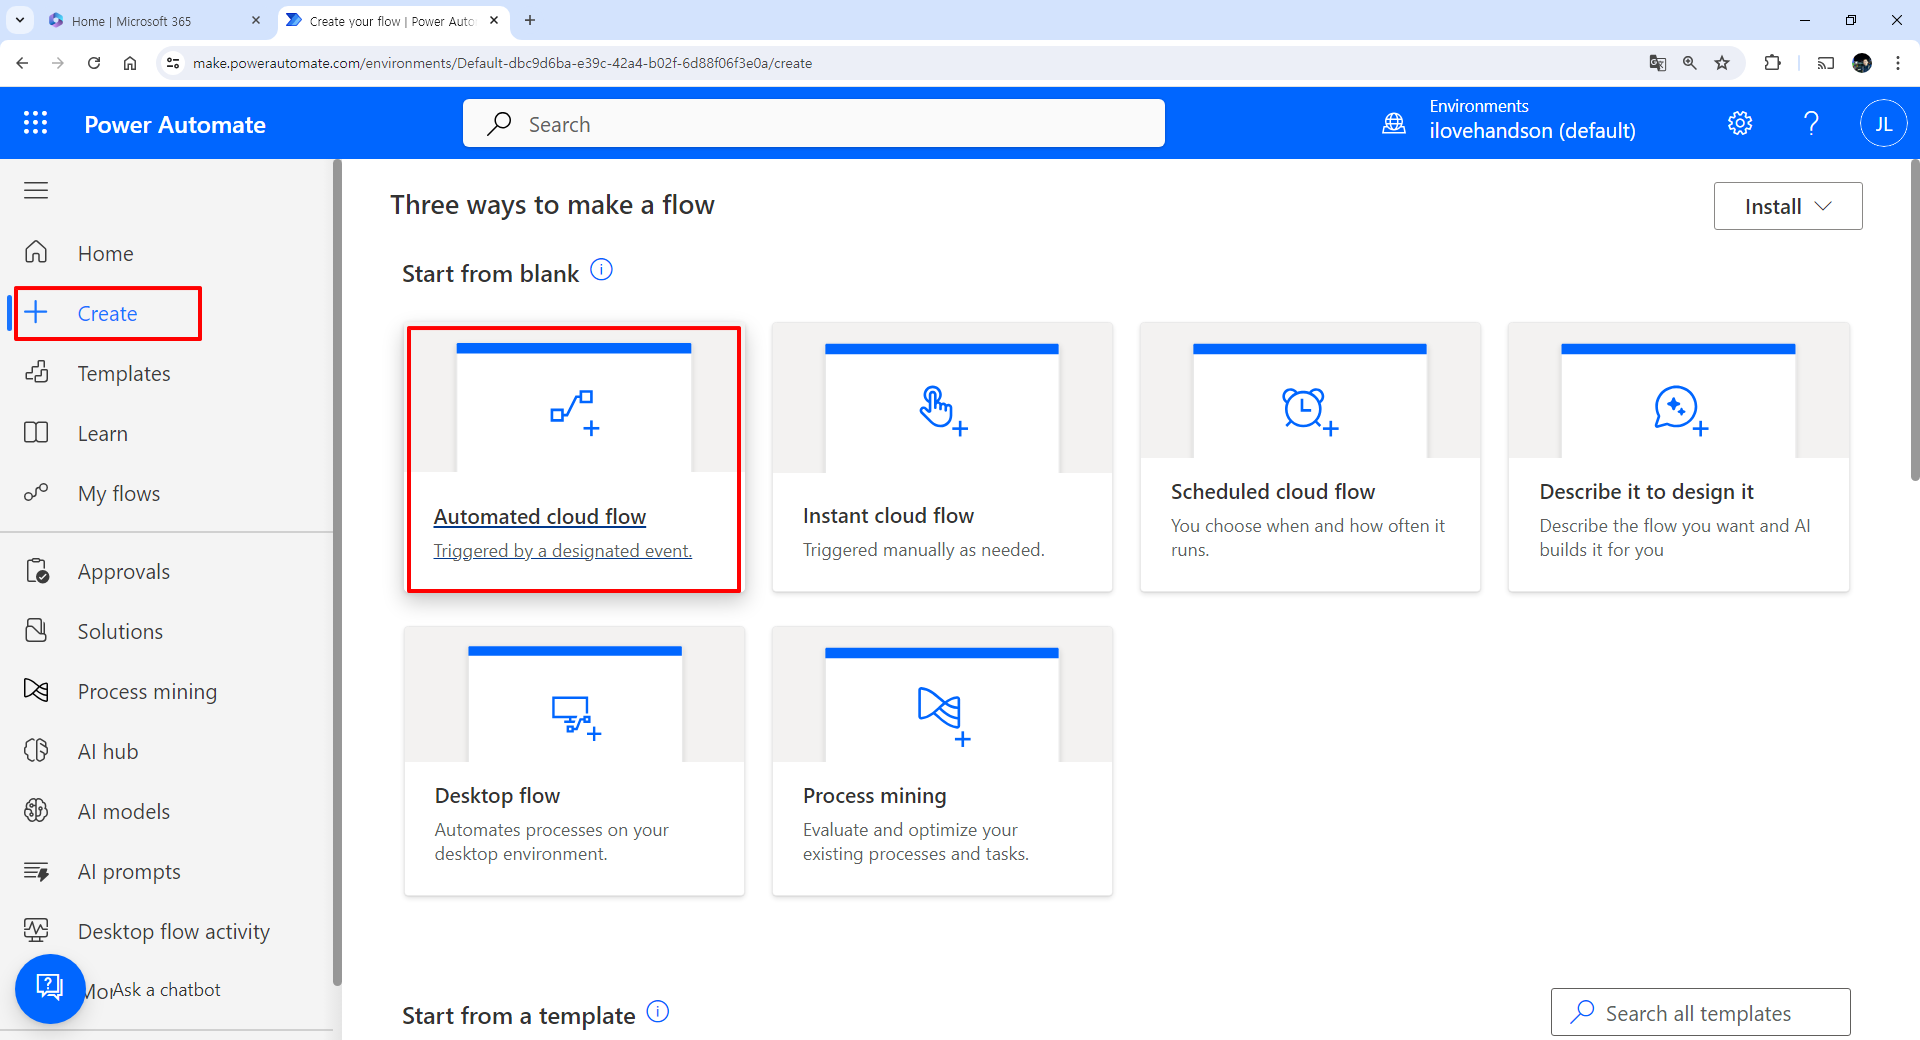 Home | Microsoft 365
Create your flow | Power Auto
make.powerautomate.com/environments/Default-dbc9d6ba-e39c-42a4-b02f-6d88f06f3e0a/create
Power Automate
Search
Environments
ilovehandson (default)
JL
Home
Create
Templates
Learn
My flows
Approvals
Solutions
Process mining
AI hub
AI models
AI prompts
Desktop flow activity
Mor
Ask a chatbot
Three ways to make a flow
Install
Start from blank
Automated cloud flow
Triggered by a designated event.
Instant cloud flow
Triggered manually as needed.
Scheduled cloud flow
You choose when and how often it
runs.
Describe it to design it
Describe the flow you want and AI
builds it for you
Desktop flow
Automates processes on your
desktop environment.
Process mining
Evaluate and optimize your
existing processes and tasks.
Start from a template
Search all templates